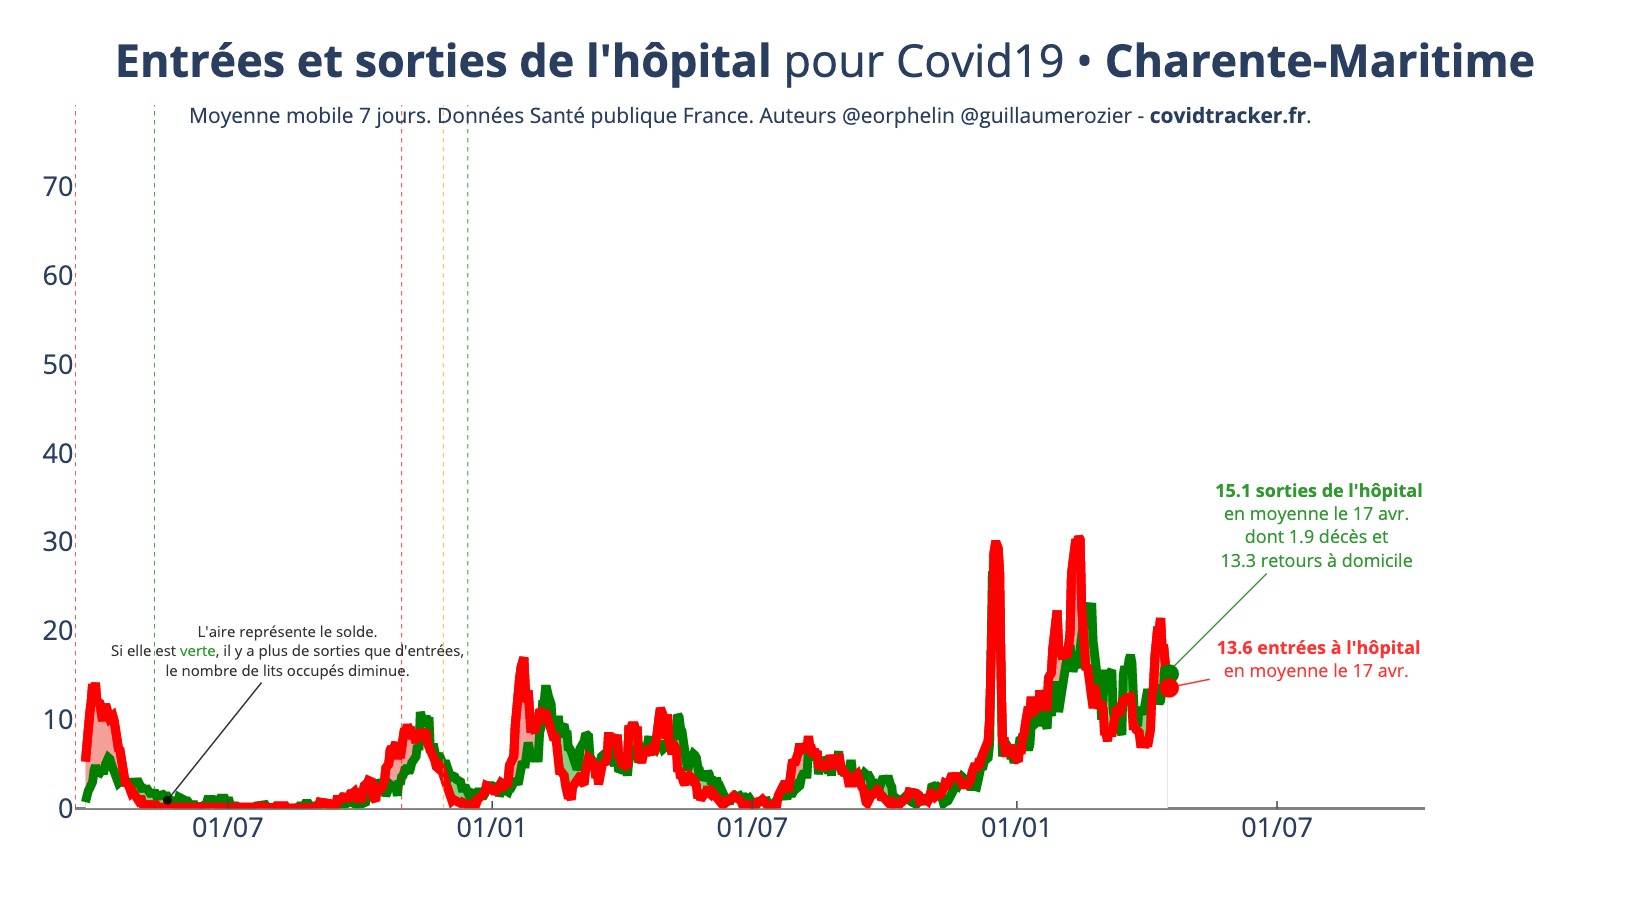 Entrées et sorties de l'hôpital pour Covid19 • Charente-Maritime
Moyenne mobile 7 jours. Données Santé publique France. Auteurs @eorphelin @guillaumerozier - covidtracker.fr.
70
60
50
40
30
20
10
0
15.1 sorties de l'hôpital
en moyenne le 17 avr.
dont 1.9 décès et
13.3 retours à domicile
13.6 entrées à l'hôpital
en moyenne le 17 avr.
L'aire représente le solde.
Si elle est verte, il y a plus de sorties que d'entrées,
le nombre de lits occupés diminue.
01/07
01/01
01/07
01/01
01/07